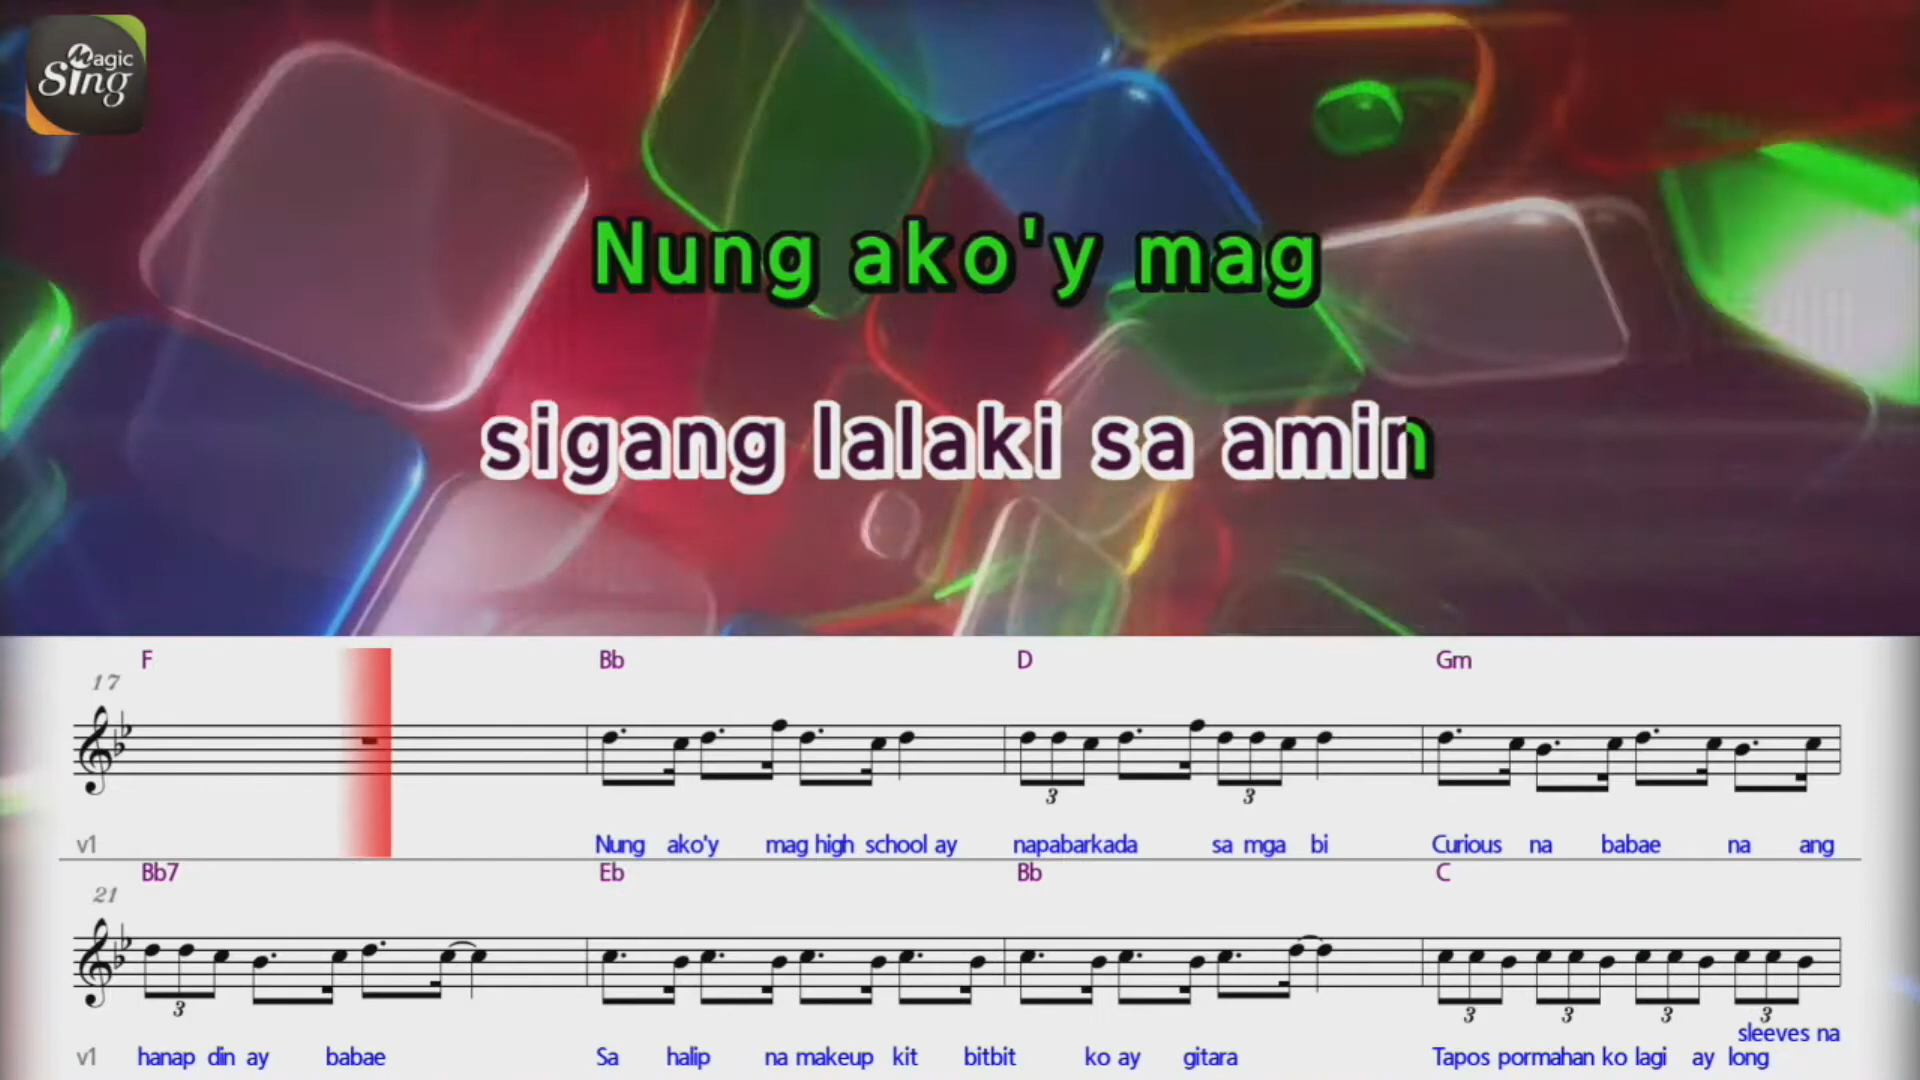 Magic
Sing
Nung ako'y mag
sigang lalaki sa amin
F Bb D Gm
17
3 3
v1 Nung ako'y mag high school ay napabarkada sa mga bi Curious na babae na ang
Bb7 Eb Bb C
21
3 3 3 3 3
sleeves na
v1 hanap din ay babae Sa halip na makeup kit bitbit ko ay gitara Tapos pormahan ko lagi ay long